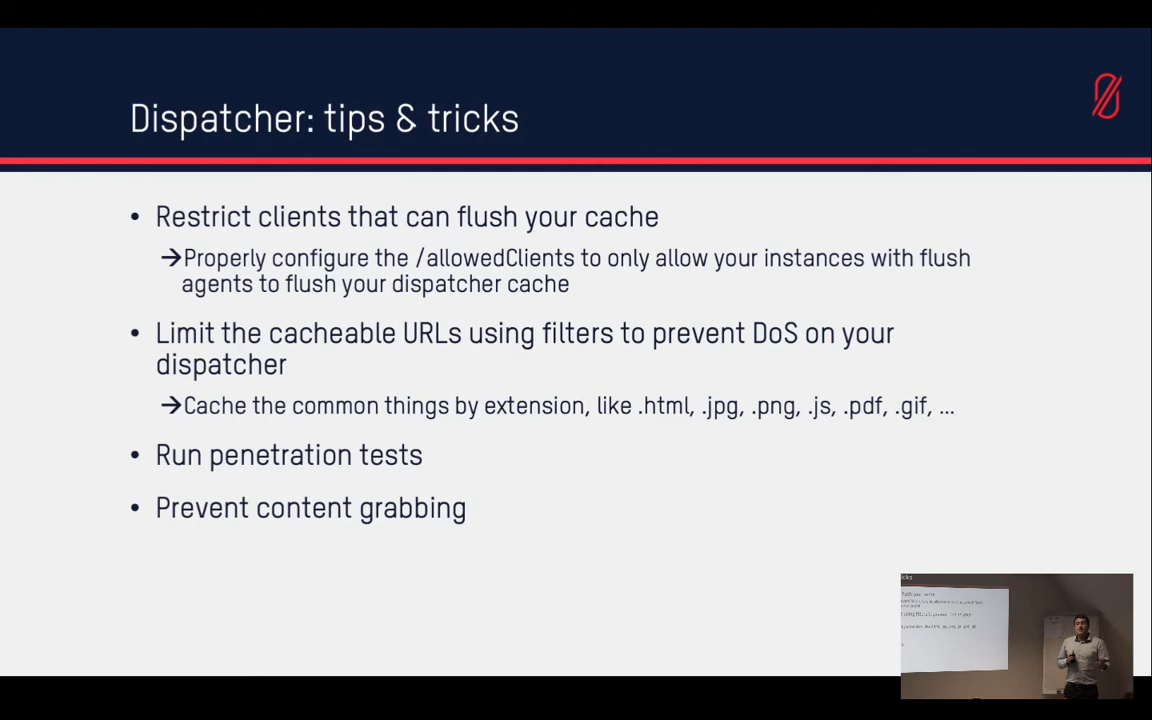 Dispatcher: tips & tricks
• Restrict clients that can flush your cache
→Properly configure the /allowedClients to only allow your instances with flush
agents to flush your dispatcher cache
• Limit the cacheable URLs using filters to prevent DoS on your
dispatcher
→Cache the common things by extension, like .html, .jpg, .png, .js, .pdf, .gif, ...
• Run penetration tests
• Prevent content grabbing